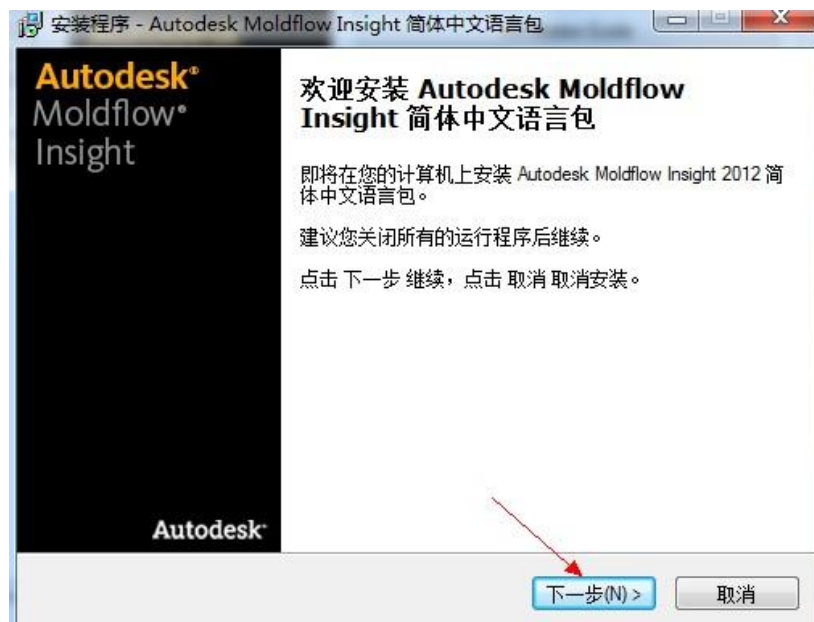 安装程序 - Autodesk Moldflow Insight 简体中文语言包
Autodesk®
Moldflow®
Insight
欢迎安装 Autodesk Moldflow
Insight 简体中文语言包
即将在您的计算机上安装 Autodesk Moldflow Insight 2012 简
体中文语言包。
建议您关闭所有的运行程序后继续。
点击 下一步 继续，点击 取消 取消安装。
Autodesk®
下一步(N) >
取消